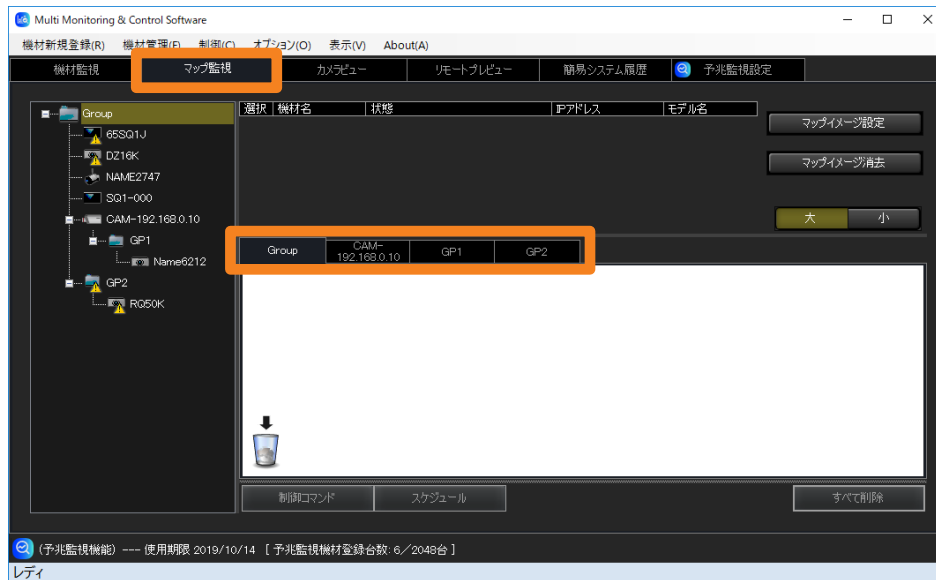 Multi Monitoring & Control Software
機材新規登録(R) 機材管理(E) 制御(C) オプション(O) 表示(V) About(A)
機材監視 マップ監視 カメラビュー リモートプレビュー 簡易システム履歴 予兆監視設定
Group
65SQ1J
DZ16K
NAME2747
SQ1-000
CAM-192.168.0.10
GP1
Name6212
GP2
RQ50K
選択 機材名 状態 IPアドレス モデル名
マップイメージ設定
マップイメージ消去
大 小
Group CAM-192.168.0.10 GP1 GP2
制御コマンド スケジュール すべて削除
(予兆監視機能) --- 使用期限 2019/10/14 [ 予兆監視機材登録台数: 6/2048台 ]
レディ